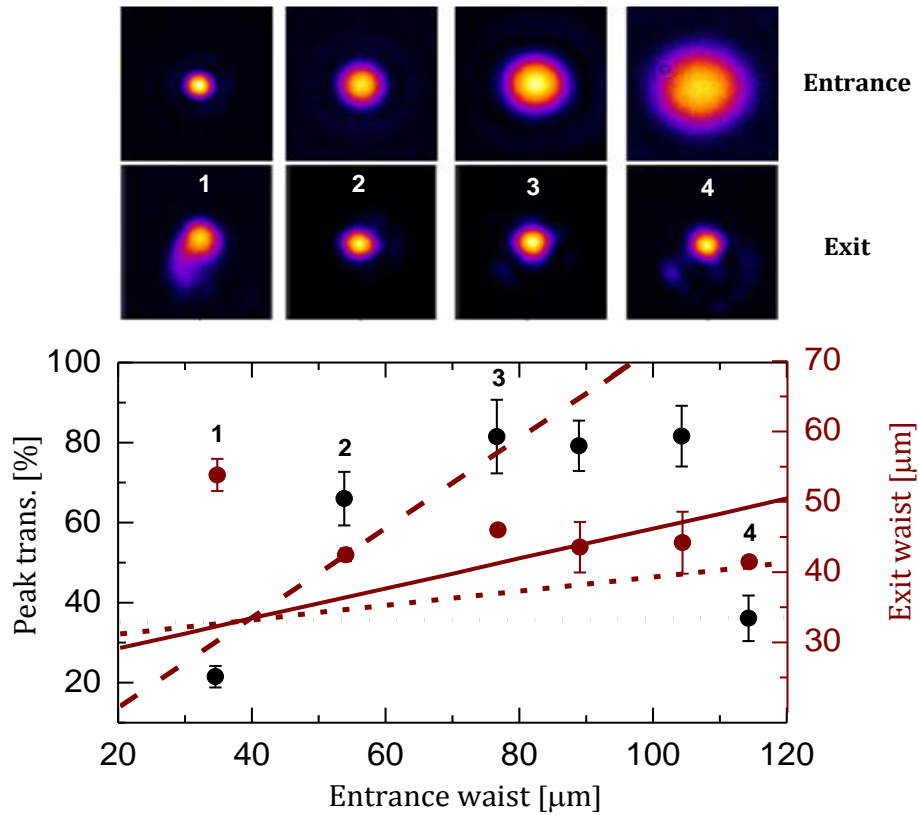 Entrance
1 2 3 4
Exit
100
80
60
40
20
Peak trans. [%]
70
60
50
40
30
Exit waist [μm]
1
2
3
4
20 40 60 80 100 120
Entrance waist [μm]